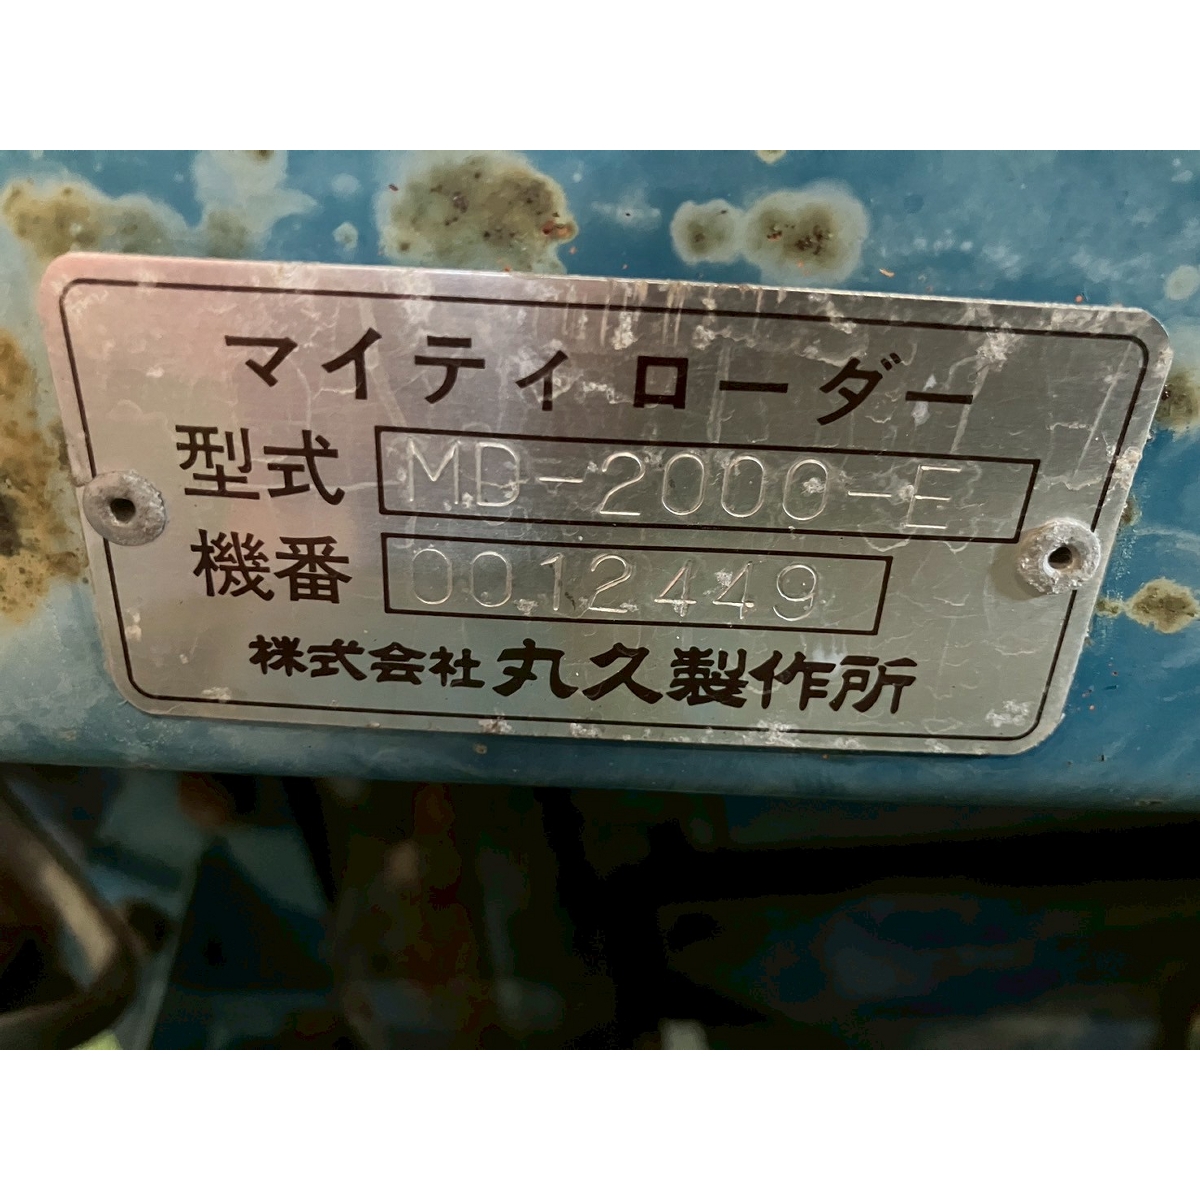 マイティローダー
型式 MD-2000-E
機番 0012449
株式会社丸久製作所